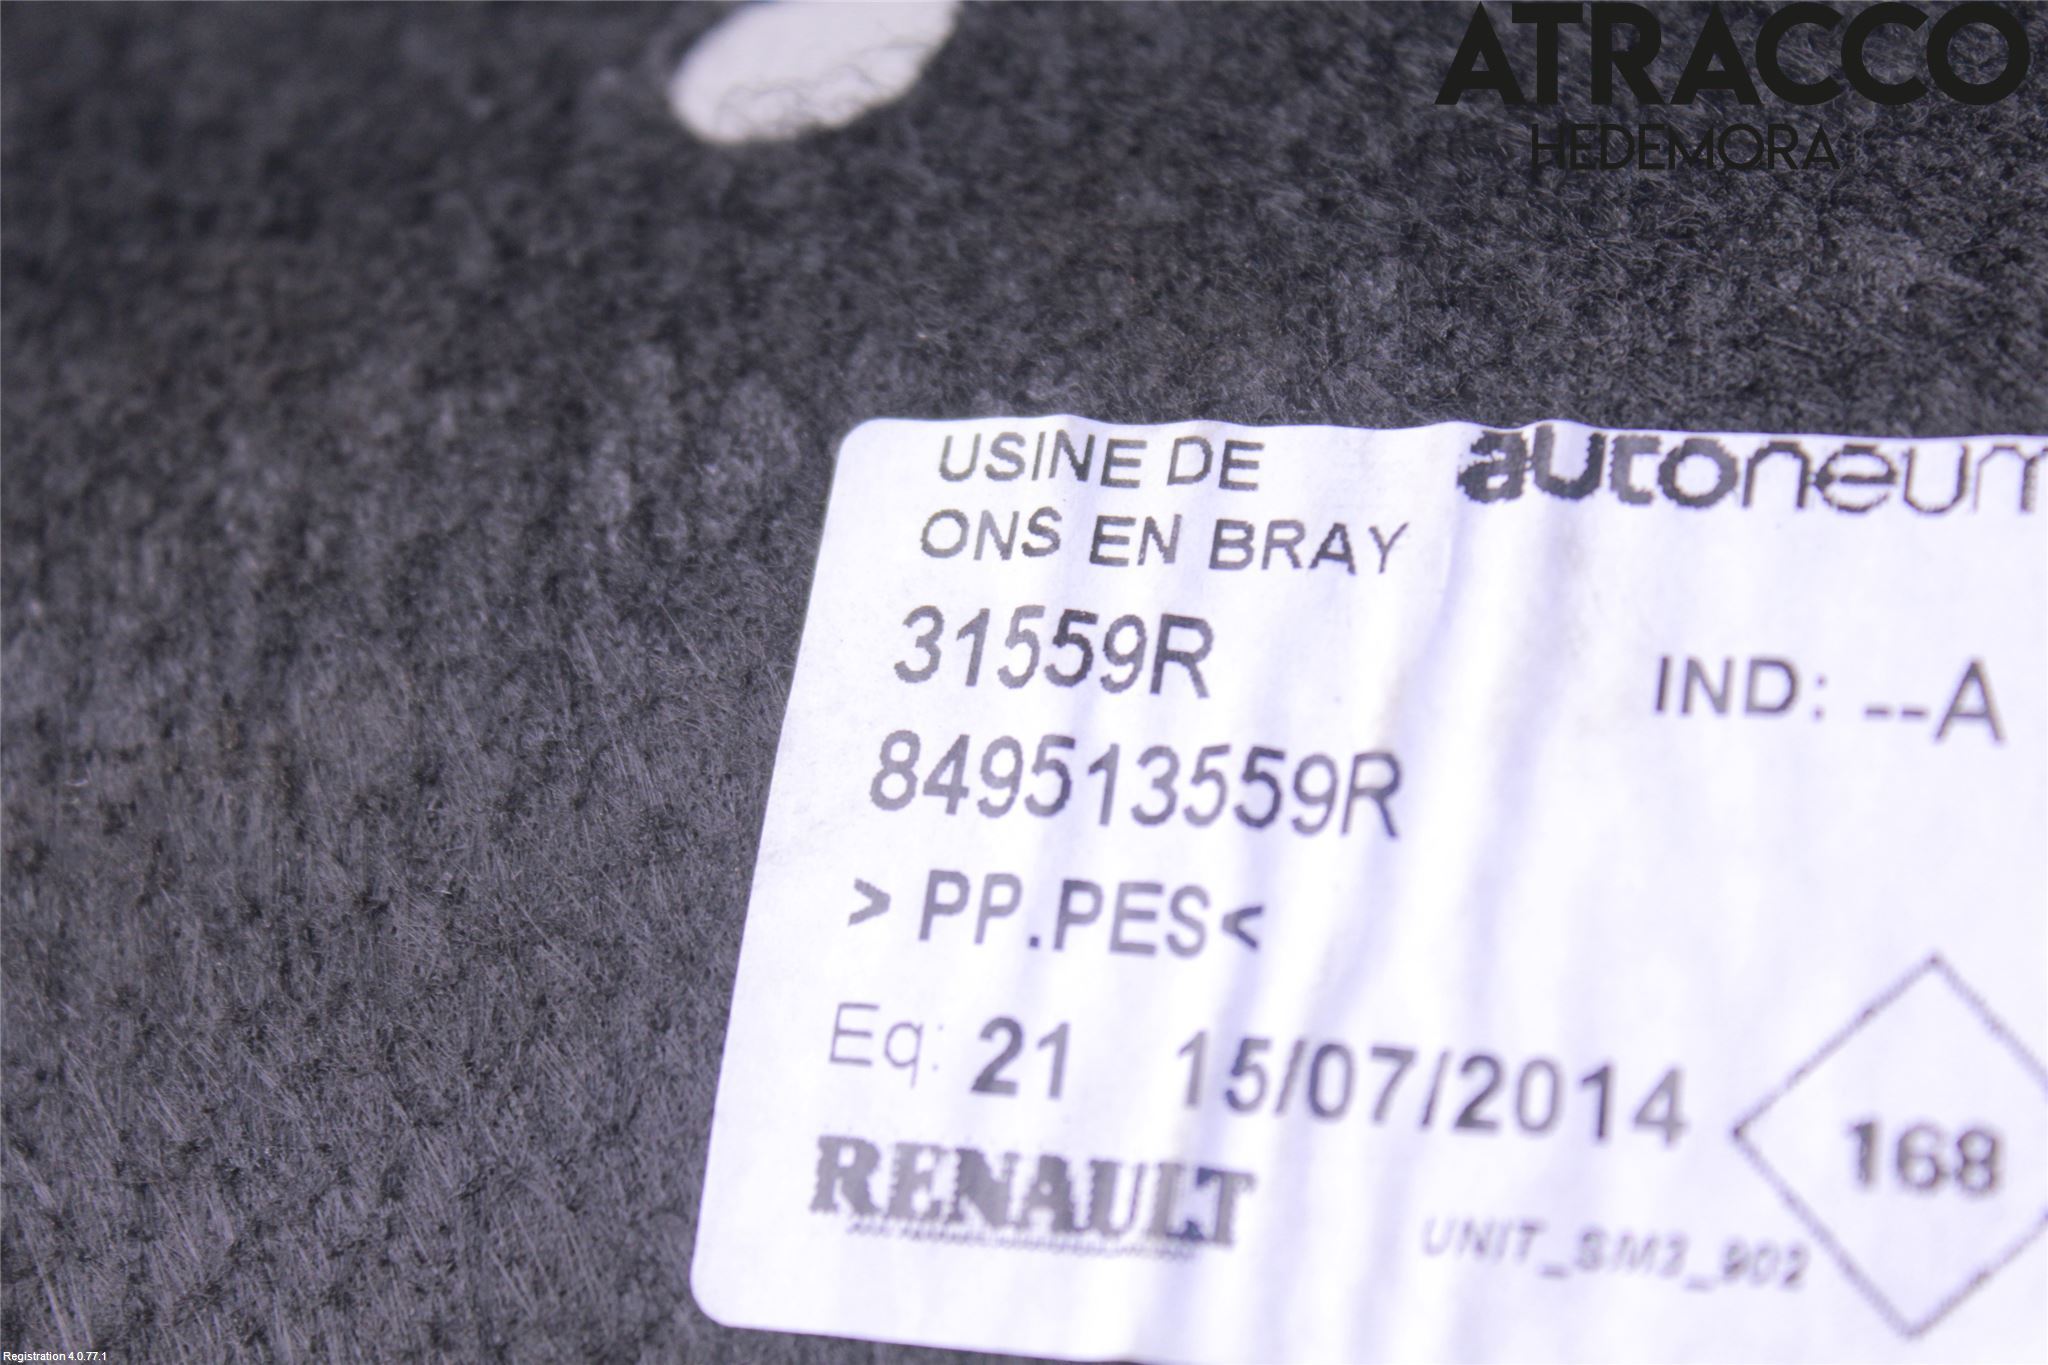 ATRACCO
HEDEMORA
USINE DE
ONS EN BRAY
autoneum
31559R
IND: --A
849513559R
> PP.PES<
Eq: 21 15/07/2014
168
RENAULT
UNIT_SM3_902
Registration 4.0.77.1